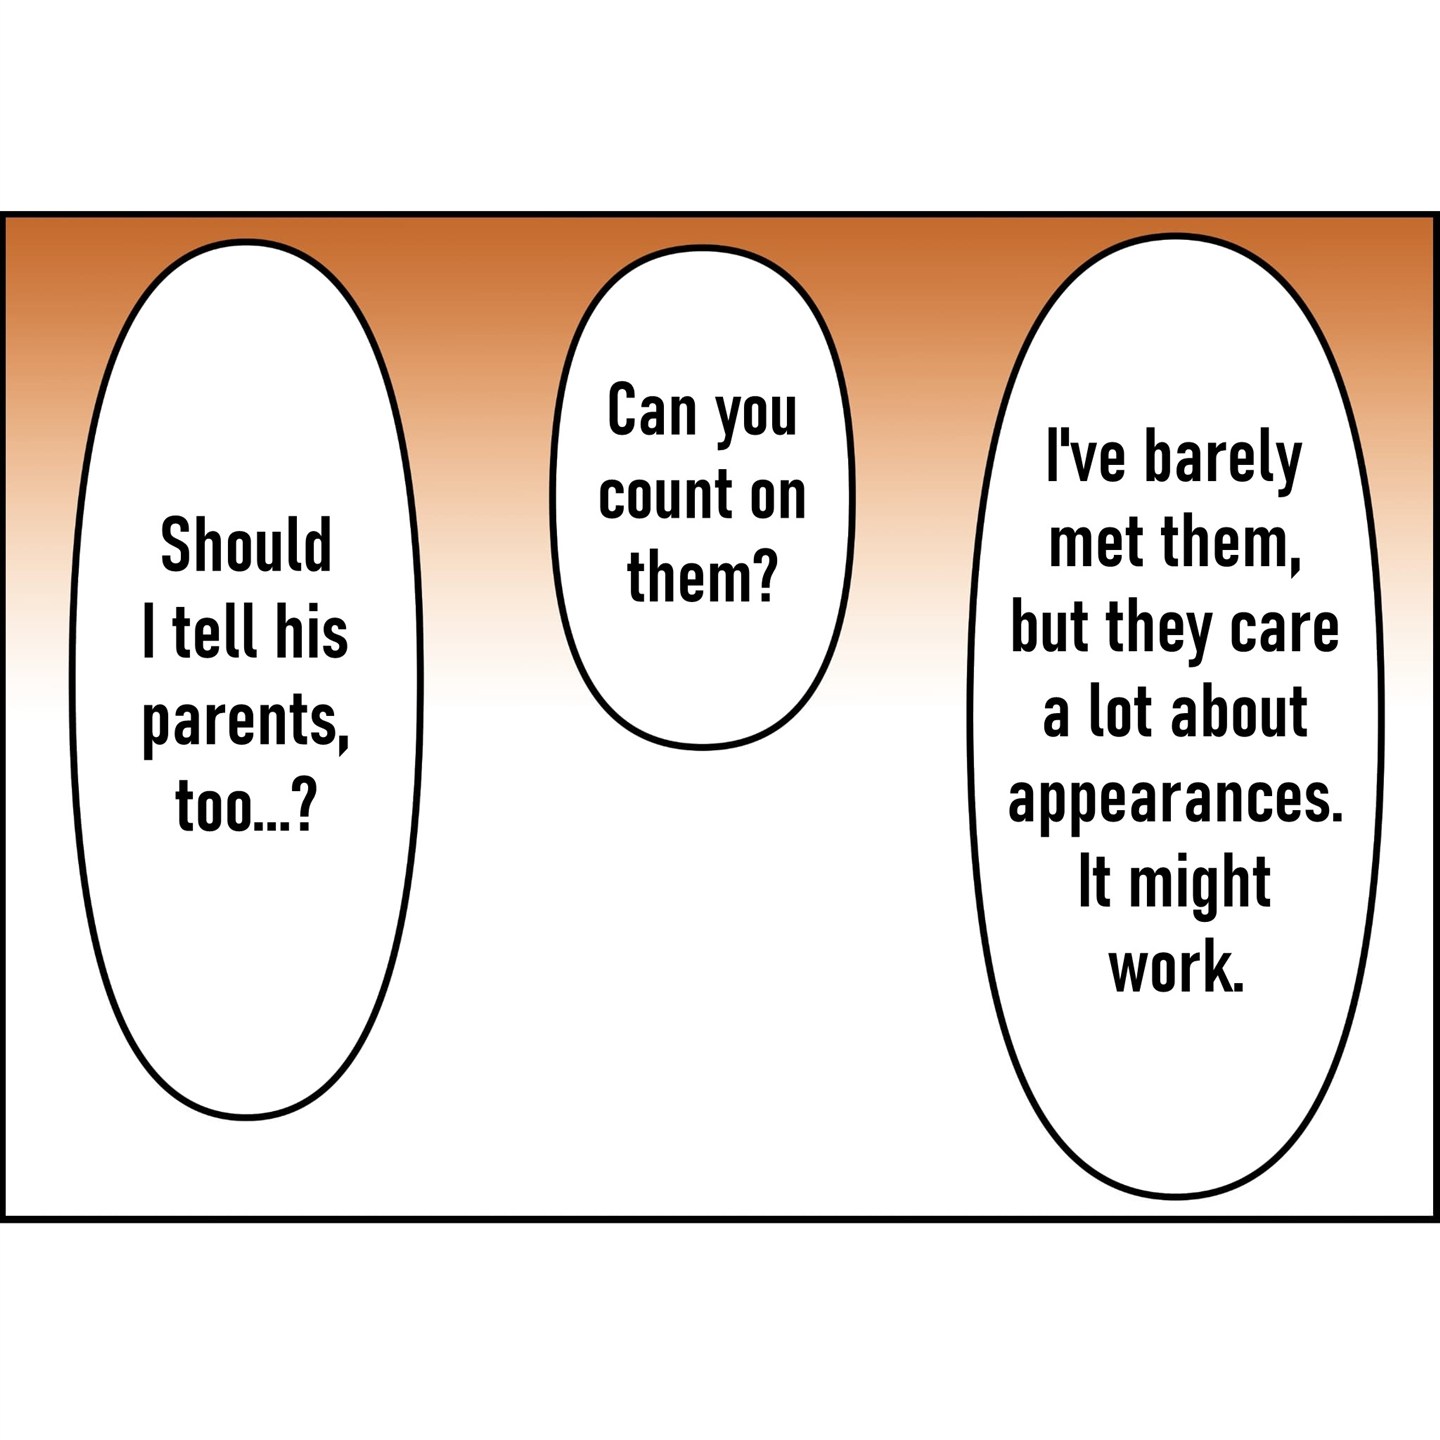 Should
I tell his
parents,
too...?
Can you
count on
them?
I've barely
met them,
but they care
a lot about
appearances.
It might
work.